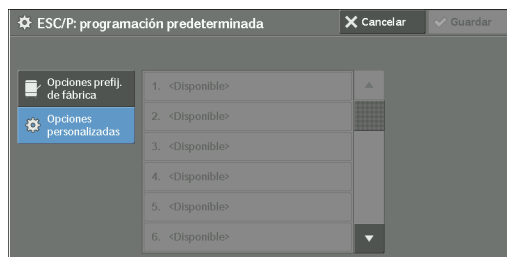 ESC/P: programación predeterminada
Cancelar
Guardar
Opciones prefij.
de fábrica
Opciones
personalizadas
1. <Disponible>
2. <Disponible>
3. <Disponible>
4. <Disponible>
5. <Disponible>
6. <Disponible>